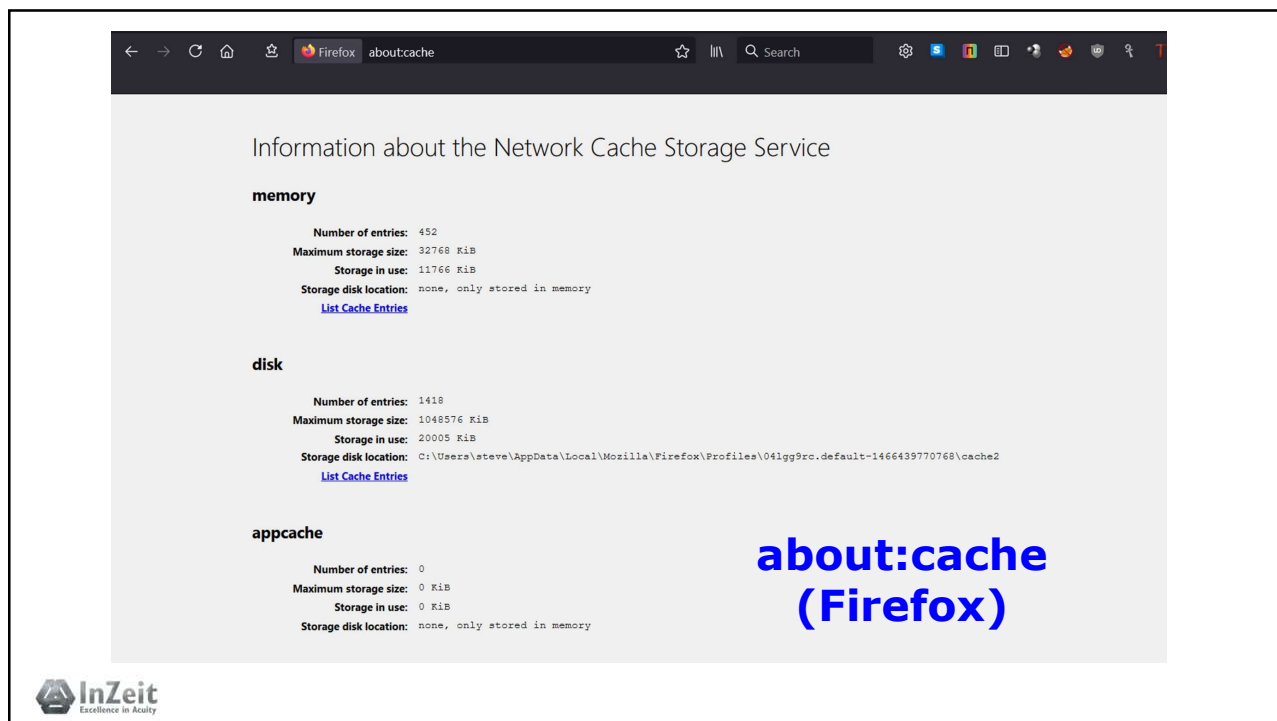 Firefox about:cache Search
Information about the Network Cache Storage Service
memory
Number of entries: 452
Maximum storage size: 32768 KiB
Storage in use: 11766 KiB
Storage disk location: none, only stored in memory
List Cache Entries
disk
Number of entries: 1418
Maximum storage size: 1048576 KiB
Storage in use: 20005 KiB
Storage disk location: C:\Users\steve\AppData\Local\Mozilla\Firefox\Profiles\04lgg9rc.default-1466439770768\cache2
List Cache Entries
appcache
Number of entries: 0
Maximum storage size: 0 KiB
Storage in use: 0 KiB
Storage disk location: none, only stored in memory
about:cache
(Firefox)
InZeit
Excellence in Acuity